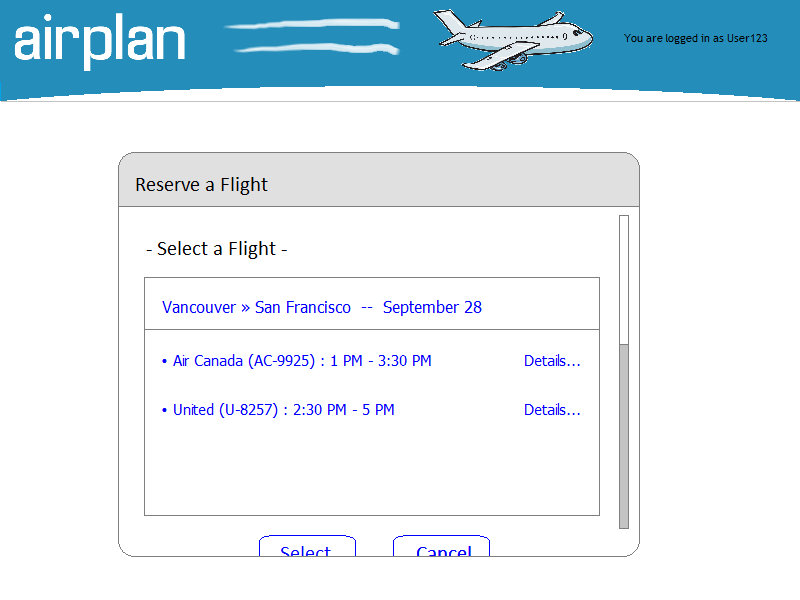 airplan
You are logged in as User123
Reserve a Flight
- Select a Flight -
Vancouver » San Francisco -- September 28
• Air Canada (AC-9925) : 1 PM - 3:30 PM Details...
• United (U-8257) : 2:30 PM - 5 PM Details...
Select Cancel